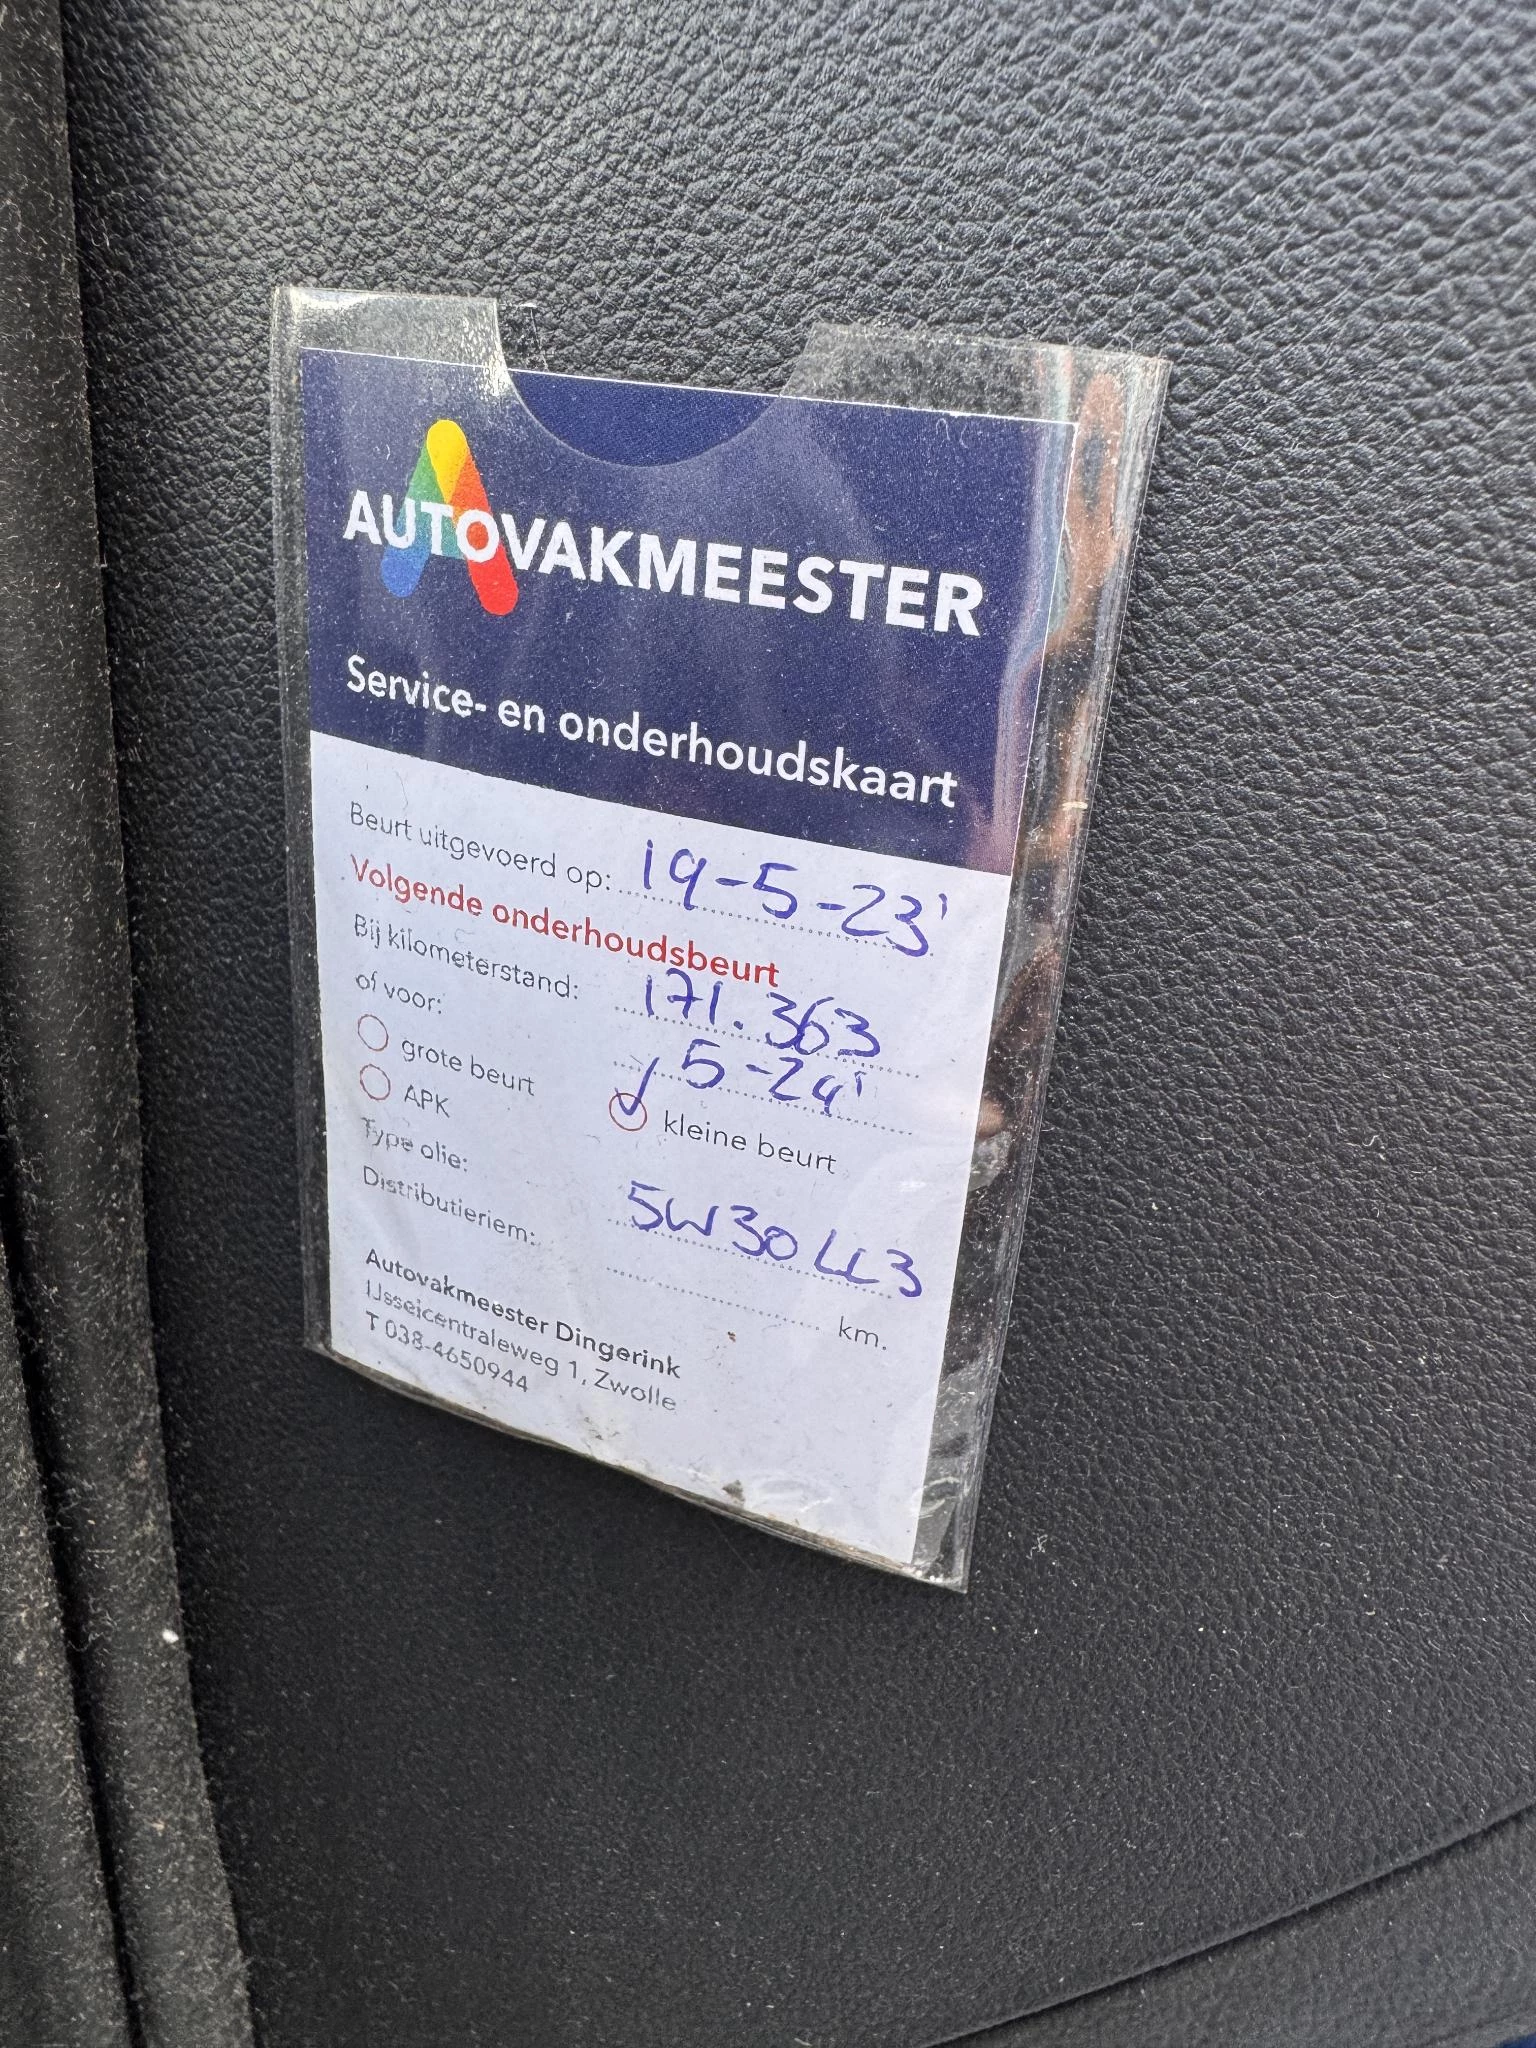 AUTOVAKMEESTER
Service- en onderhoudskaart
Beurt uitgevoerd op: 19-5-23'
Volgende onderhoudsbeurt
Bij kilometerstand: 171.363
of voor: 5-24'
grote beurt kleine beurt
APK
Type olie: 5W30 LL3
Distributieriem: km.
Autovakmeester Dingerink
IJsselcentraleweg 1, Zwolle
T 038-4650944